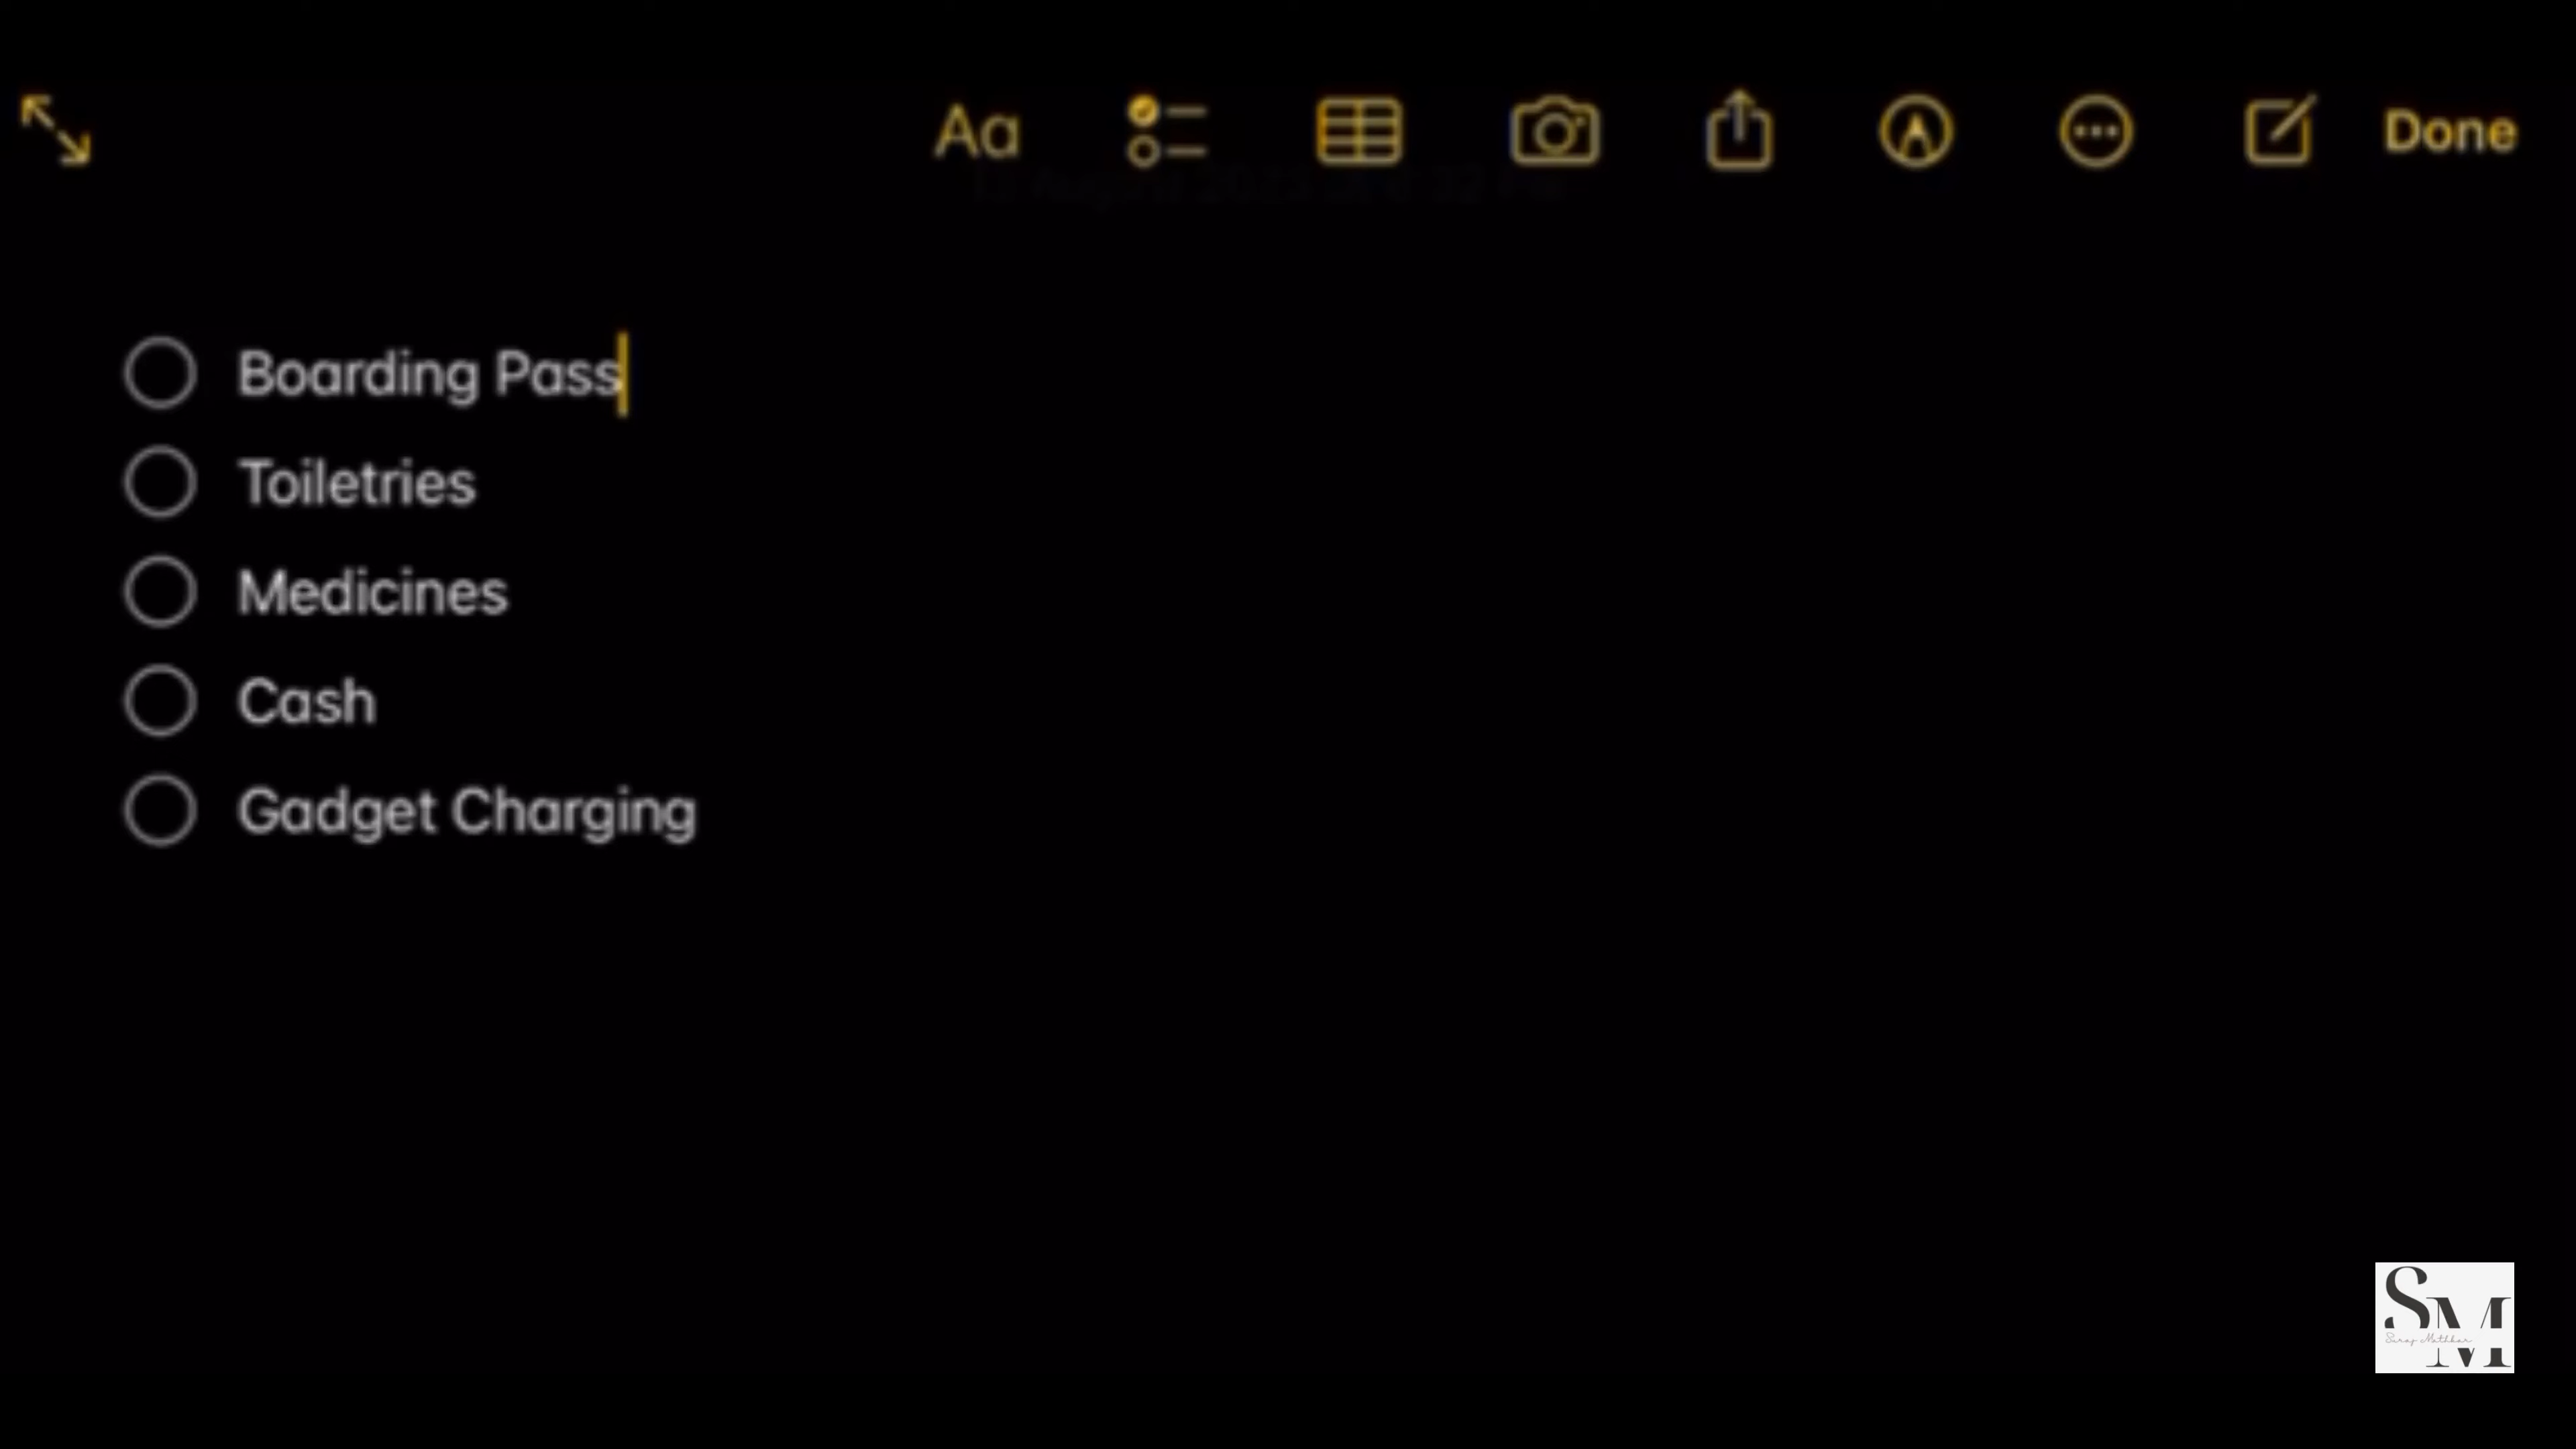 Aa
Done
Boarding Pass
Toiletries
Medicines
Cash
Gadget Charging
SM